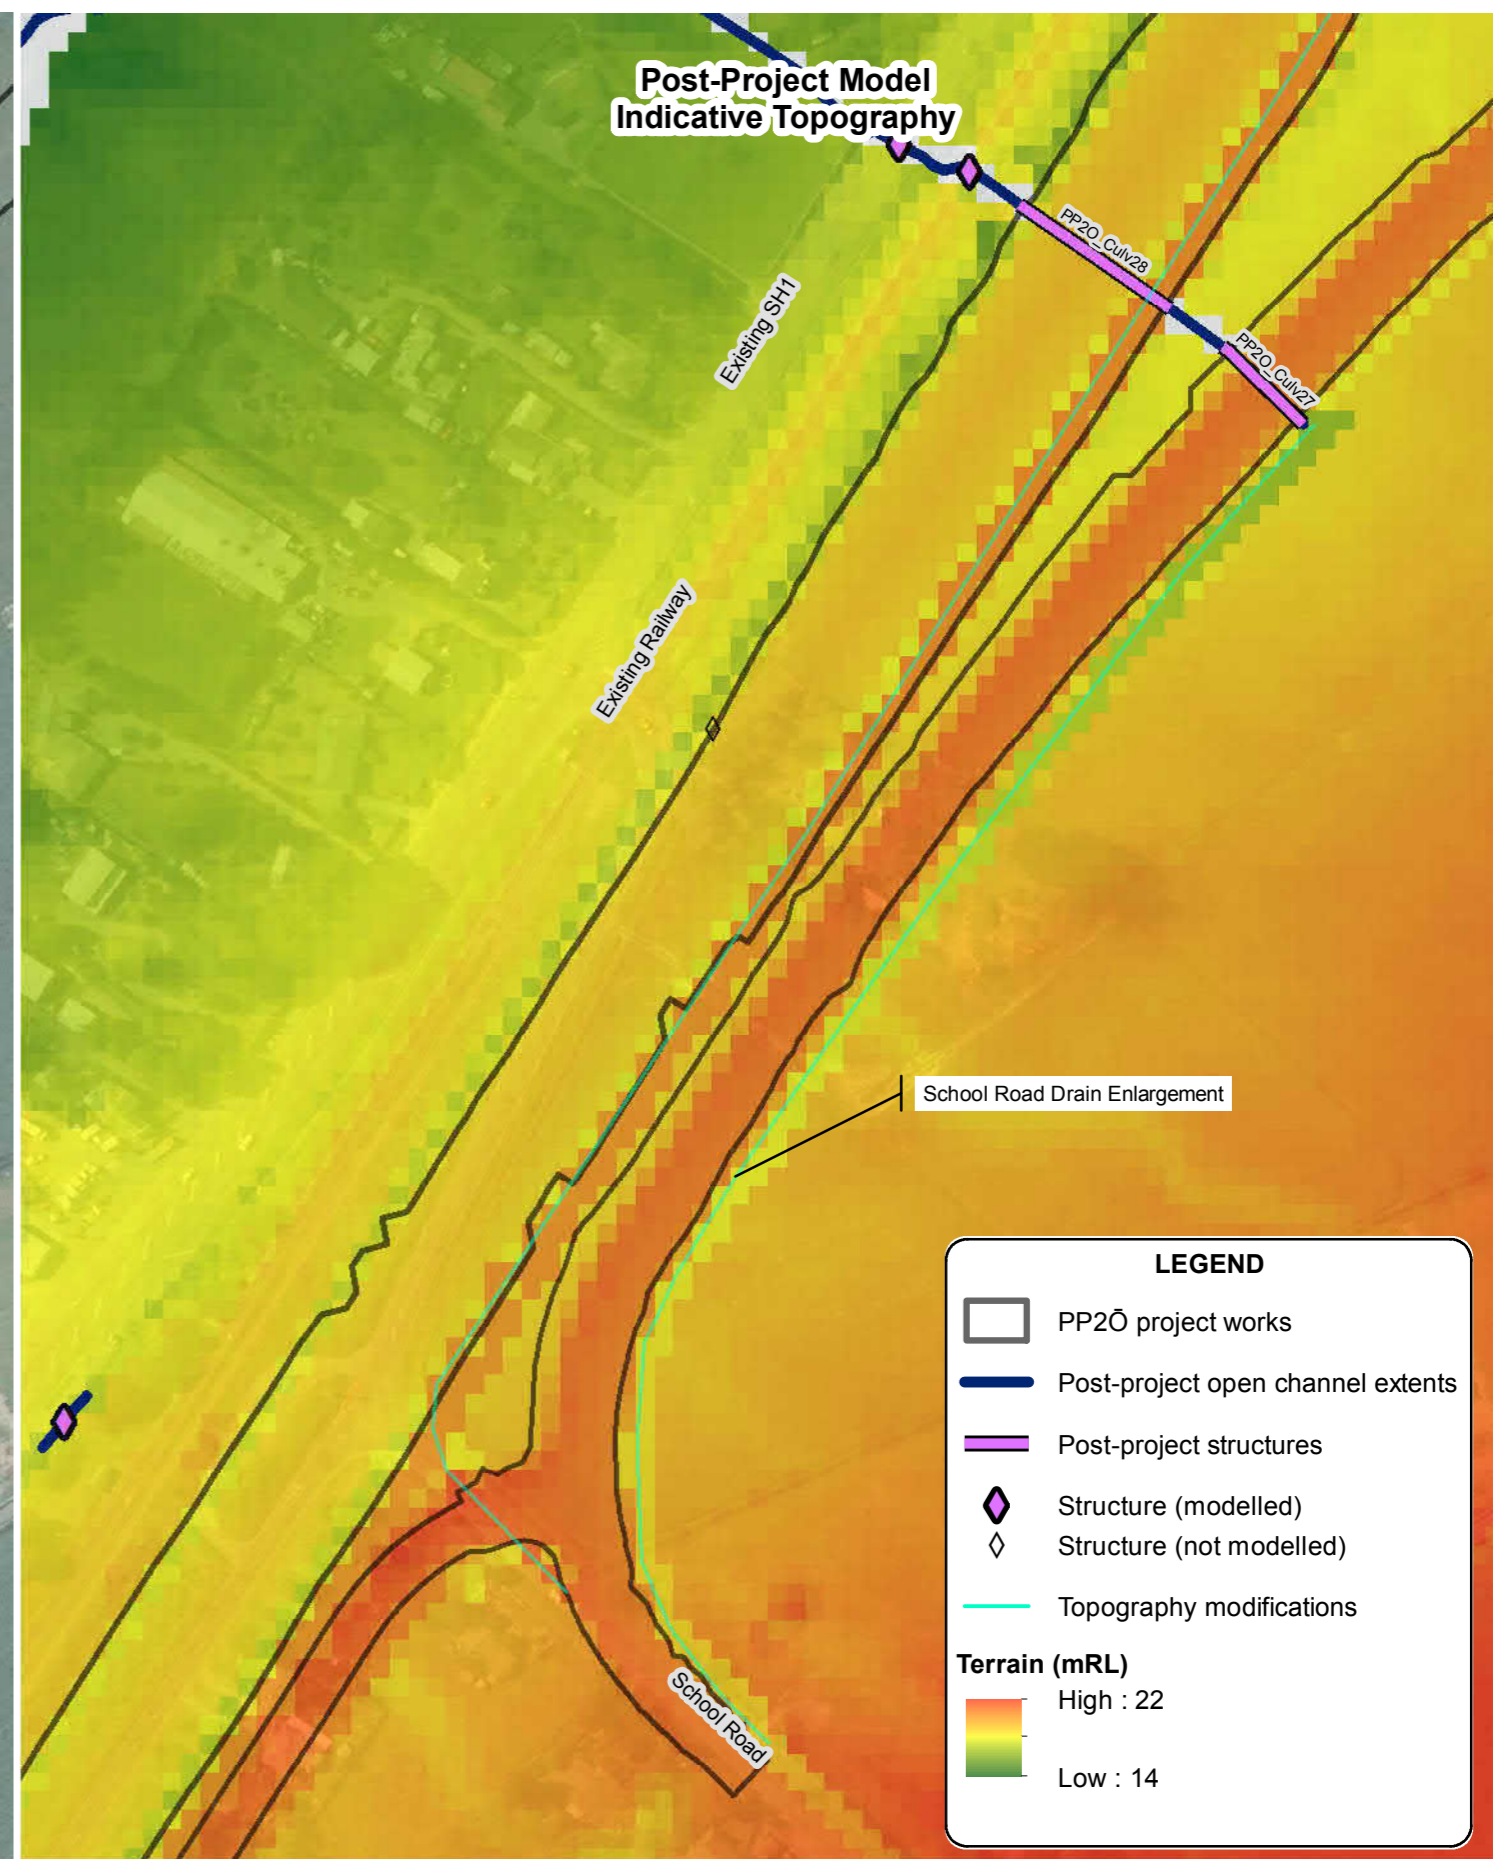 Post-Project Model
Indicative Topography
PP2O_Culv28
PP2O_Culv27
Existing SH1
Existing Railway
School Road Drain Enlargement
School Road
LEGEND
PP2Ō project works
Post-project open channel extents
Post-project structures
Structure (modelled)
Structure (not modelled)
Topography modifications
Terrain (mRL)
High : 22
Low : 14